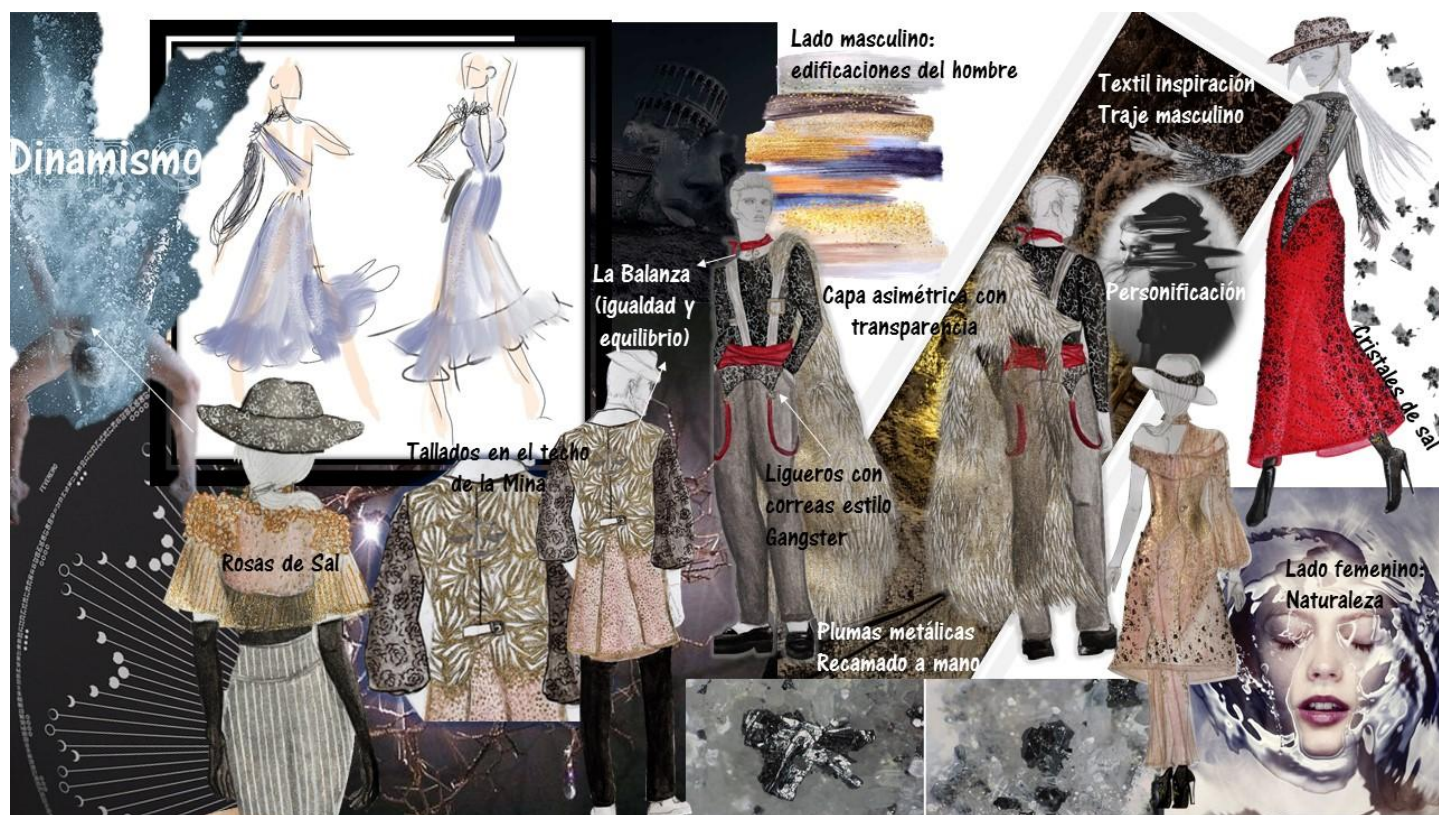 Dinamismo
Lado masculino:
edificaciones del hombre
Textil inspiración
Traje masculino
La Balanza
(igualdad y
equilibrio)
Capa asimétrica con
transparencia
Personificación
Cristales de sal
Tallados en el techo
de la Mina
Ligueros con
correas estilo
Gangster
Rosas de Sal
Lado femenino:
Naturaleza
Plumas metálicas
Recamado a mano
FEVEREIRO